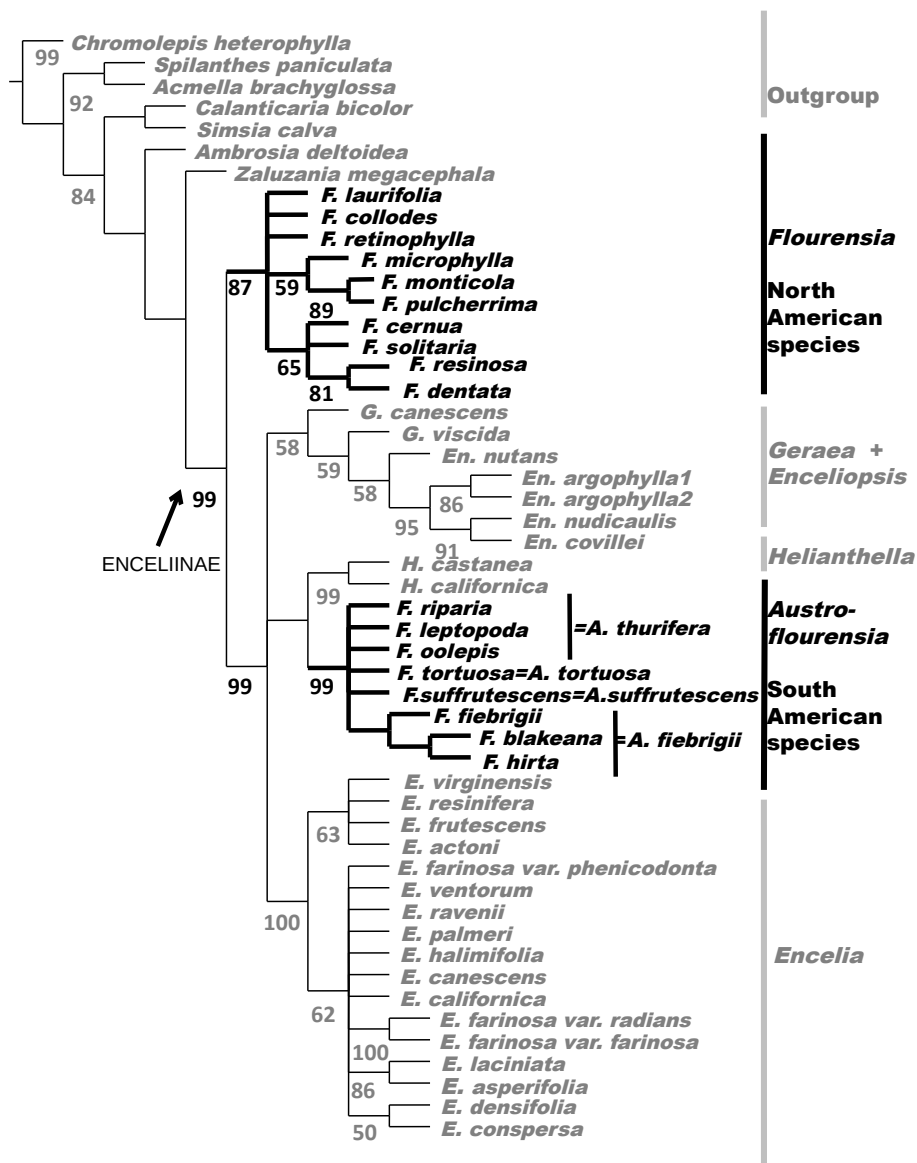 Chromolepis heterophylla
99
Spilanthes paniculata
Acmella brachyglossa
92
Calanticaria bicolor
Outgroup
Simsia calva
Ambrosia deltoidea
Zaluzania megacephala
84
F. laurifolia
F. collodes
F. retinophylla
Flourensia
F. microphylla
87
59
F. monticola
North
American
species
89
F. pulcherrima
F. cernua
F. solitaria
65
F. resinosa
81
F. dentata
G. canescens
58
G. viscida
Geraea +
Enceliopsis
59
En. nutans
En. argophylla1
58
86
En. argophylla2
99
95
En. nudicaulis
91
En. covillei
ENCELIINAE
H. castanea
Helianthella
99
H. californica
F. riparia
Austro-
flourensia
F. leptopoda
=A. thurifera
F. oolepis
99
99
F. tortuosa=A. tortuosa
F.suffrutescens=A.suffrutescens
South
American
species
F. fiebrigii
F. blakeana
=A. fiebrigii
F. hirta
E. virginensis
E. resinifera
63
E. frutescens
E. actoni
E. farinosa var. phenicodonta
E. ventorum
100
E. ravenii
E. palmeri
E. halimifolia
Encelia
E. canescens
E. californica
62
E. farinosa var. radians
E. farinosa var. farinosa
100
E. laciniata
86
E. asperifolia
E. densifolia
50
E. conspersa